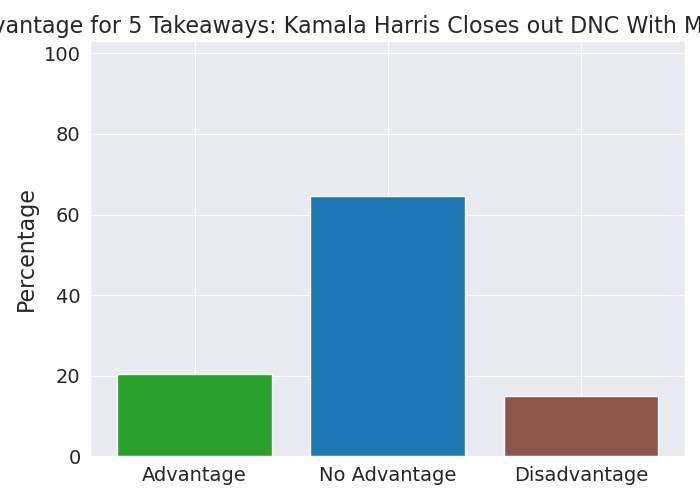 for 5 Takeaways: Kamala Harris Closes out DNC With
Percentage
100
80
60
40
20
0
Advantage
No Advantage
Disadvantage